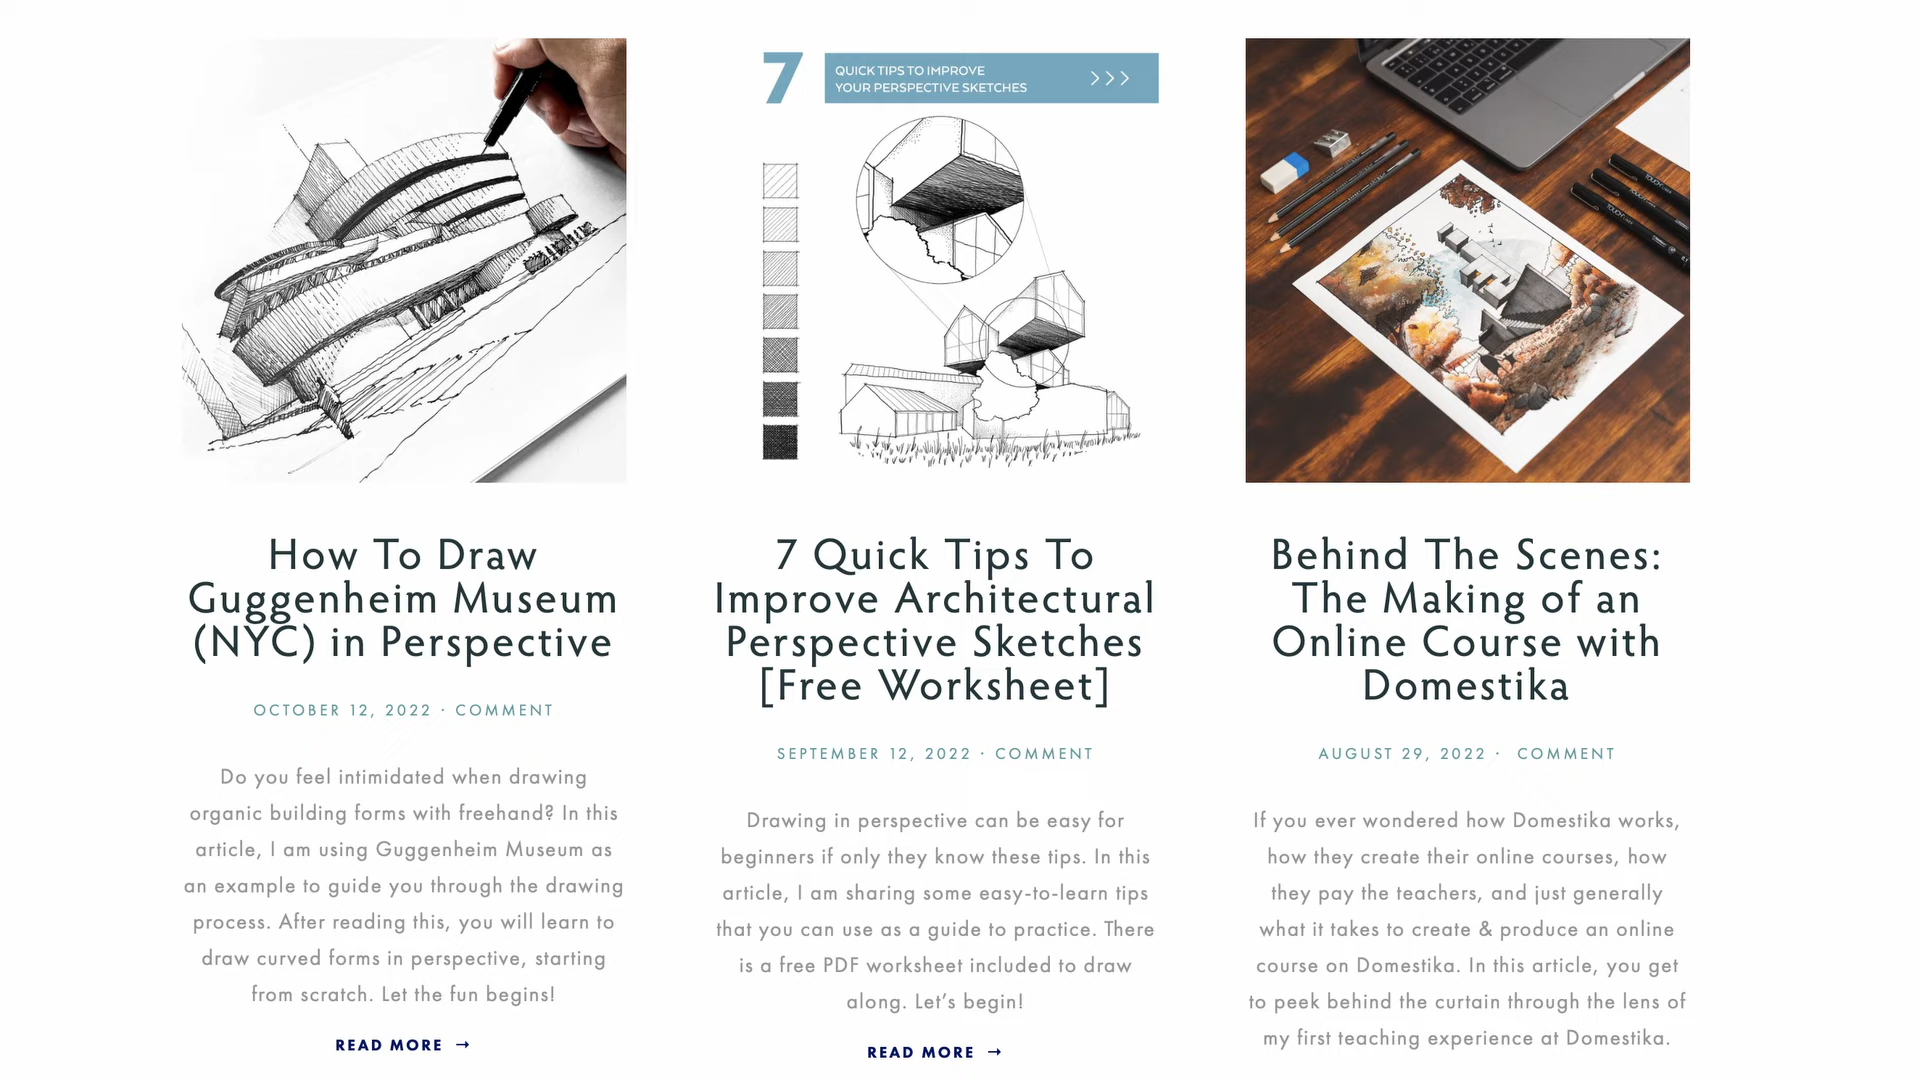 7
QUICK TIPS TO IMPROVE
YOUR PERSPECTIVE SKETCHES
>>>
How To Draw
Guggenheim Museum
(NYC) in Perspective
OCTOBER 12, 2022 · COMMENT
Do you feel intimidated when drawing
organic building forms with freehand? In this
article, I am using Guggenheim Museum as
an example to guide you through the drawing
process. After reading this, you will learn to
draw curved forms in perspective, starting
from scratch. Let the fun begins!
READ MORE →
7 Quick Tips To
Improve Architectural
Perspective Sketches
[Free Worksheet]
SEPTEMBER 12, 2022 · COMMENT
Drawing in perspective can be easy for
beginners if only they know these tips. In this
article, I am sharing some easy-to-learn tips
that you can use as a guide to practice. There
is a free PDF worksheet included to draw
along. Let’s begin!
READ MORE →
Behind The Scenes:
The Making of an
Online Course with
Domestika
AUGUST 29, 2022 · COMMENT
If you ever wondered how Domestika works,
how they create their online courses, how
they pay the teachers, and just generally
what it takes to create & produce an online
course on Domestika. In this article, you get
to peek behind the curtain through the lens of
my first teaching experience at Domestika.